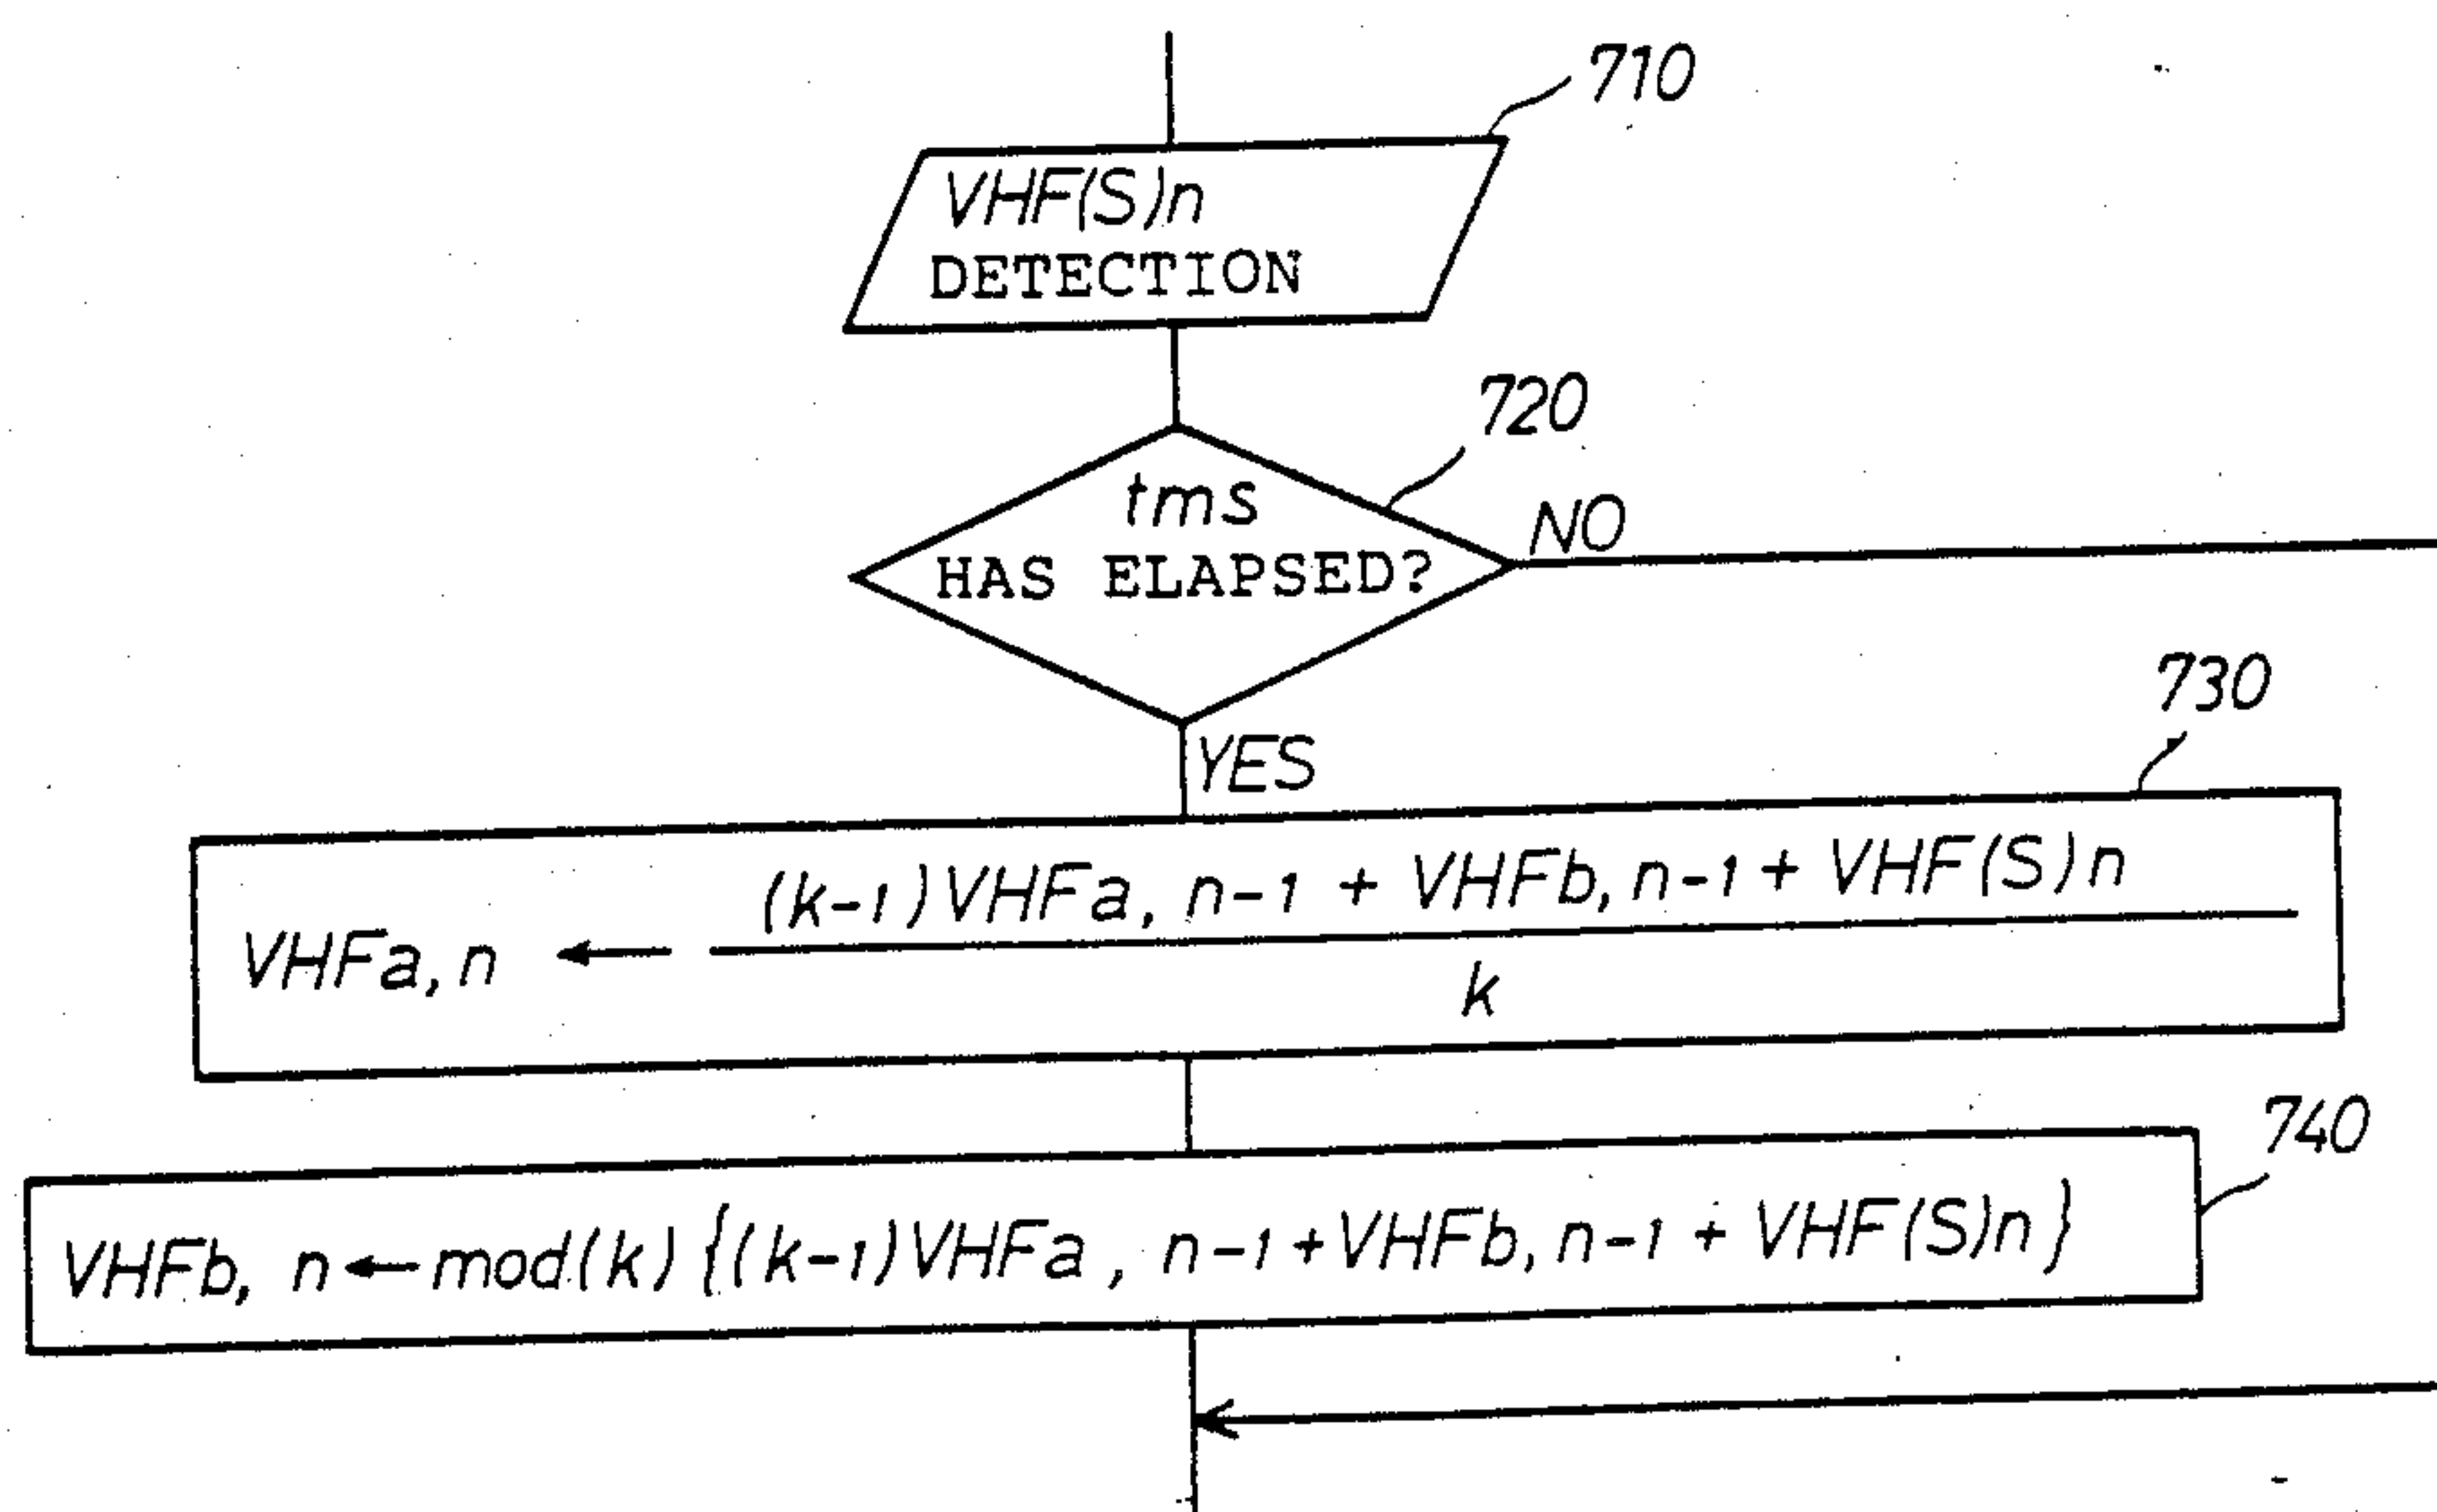 710
VHF(S)n
DETECTION
720
tms
HAS ELAPSED?
NO
730
YES
(k-1)VHFa, n-1 + VHFb, n-1 + VHF(S)n
VHFa, n ←
k
740
VHFb, n ← mod(k) {(k-1)VHFa, n-1 + VHFb, n-1 + VHF(S)n}